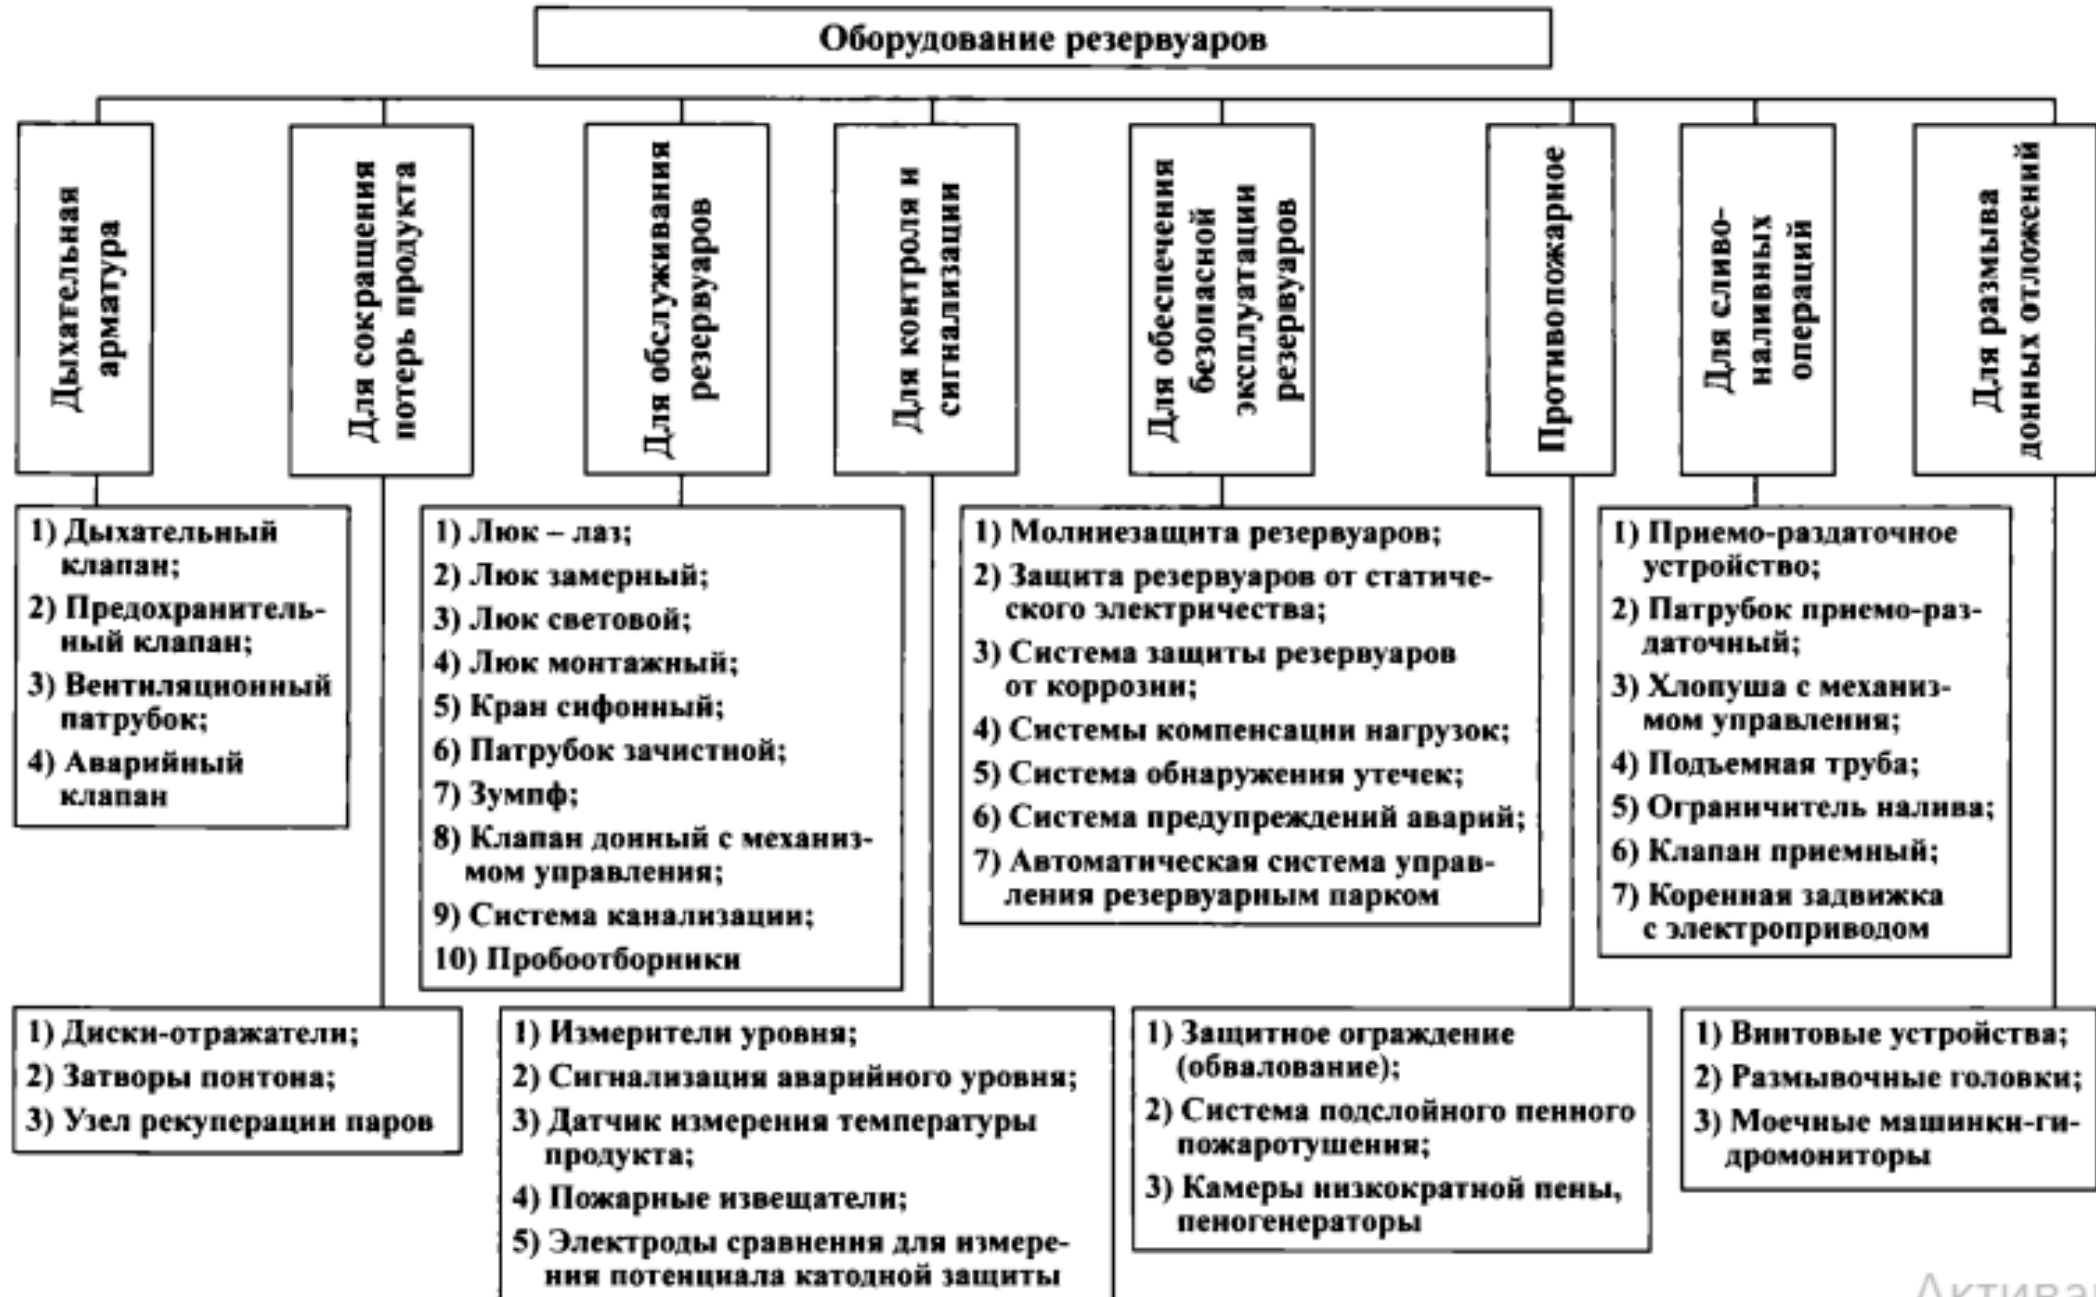 Оборудование резервуаров
Дыхательная
арматура
Для сокращения
потерь продукта
Для обслуживания
резервуаров
Для контроля и
сигнализации
Для обеспечения
безопасной
эксплуатации
резервуаров
Противопожарное
Для сливо-
наливных
операций
Для размыва
донных отложений
1) Дыхательный
клапан;
2) Предохранитель-
ный клапан;
3) Вентиляционный
патрубок;
4) Аварийный
клапан
1) Люк – лаз;
2) Люк замерный;
3) Люк световой;
4) Люк монтажный;
5) Кран сифонный;
6) Патрубок зачистной;
7) Зумпф;
8) Клапан донный с механиз-
мом управления;
9) Система канализации;
10) Пробоотборники
1) Молниезащита резервуаров;
2) Защита резервуаров от статиче-
ского электричества;
3) Система защиты резервуаров
от коррозии;
4) Системы компенсации нагрузок;
5) Система обнаружения утечек;
6) Система предупреждений аварий;
7) Автоматическая система управ-
ления резервуарным парком
1) Приемо-раздаточное
устройство;
2) Патрубок приемо-раз-
даточный;
3) Хлопуша с механиз-
мом управления;
4) Подъемная труба;
5) Ограничитель налива;
6) Клапан приемный;
7) Коренная задвижка
с электроприводом
1) Диски-отражатели;
2) Затворы понтона;
3) Узел рекуперации паров
1) Измерители уровня;
2) Сигнализация аварийного уровня;
3) Датчик измерения температуры
продукта;
4) Пожарные извещатели;
5) Электроды сравнения для измере-
ния потенциала катодной защиты
1) Защитное ограждение
(обвалование);
2) Система подслойного пенного
пожаротушения;
3) Камеры низкократной пены,
пеногенераторы
1) Винтовые устройства;
2) Размывочные головки;
3) Моечные машинки-ги-
дромониторы